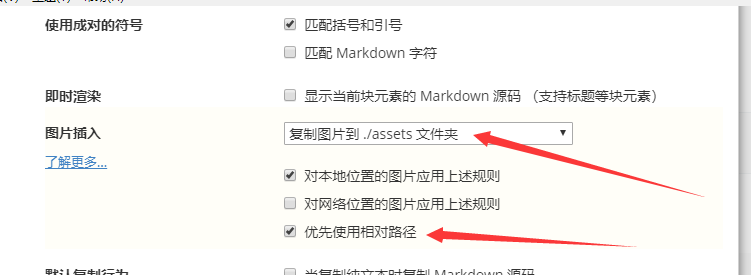 使用成对的符号
匹配括号和引号
匹配 Markdown 字符
即时渲染
显示当前块元素的 Markdown 源码 (支持标题等块元素)
图片插入
复制图片到 ./assets 文件夹
了解更多...
对本地位置的图片应用上述规则
对网络位置的图片应用上述规则
优先使用相对路径
默认复制行为
当复制纯文本时复制 Markdown 源码